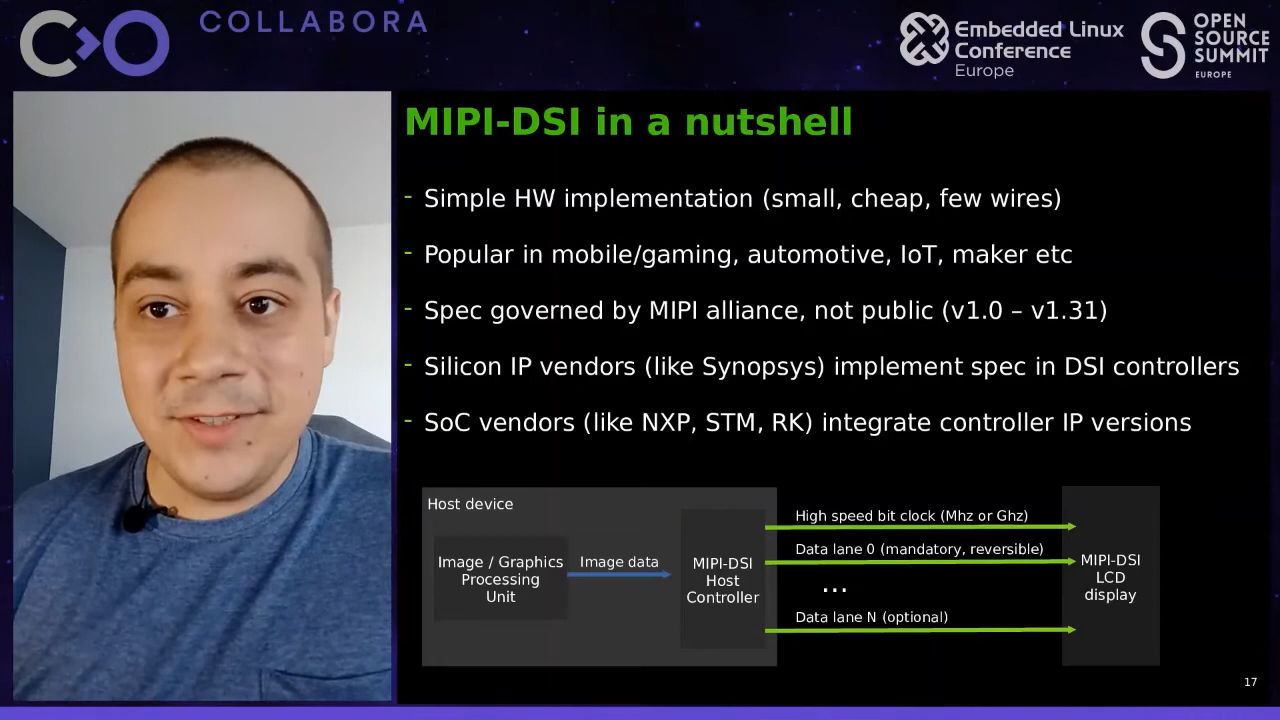 COLLABORA
Embedded Linux
Conference
Europe
OPEN
SOURCE
SUMMIT
EUROPE
MIPI-DSI in a nutshell
- Simple HW implementation (small, cheap, few wires)
- Popular in mobile/gaming, automotive, IoT, maker etc
- Spec governed by MIPI alliance, not public (v1.0 – v1.31)
- Silicon IP vendors (like Synopsys) implement spec in DSI controllers
- SoC vendors (like NXP, STM, RK) integrate controller IP versions
Host device
Image / Graphics
Processing
Unit
Image data
MIPI-DSI
Host
Controller
High speed bit clock (Mhz or Ghz)
Data lane 0 (mandatory, reversible)
...
Data lane N (optional)
MIPI-DSI
LCD
display
17